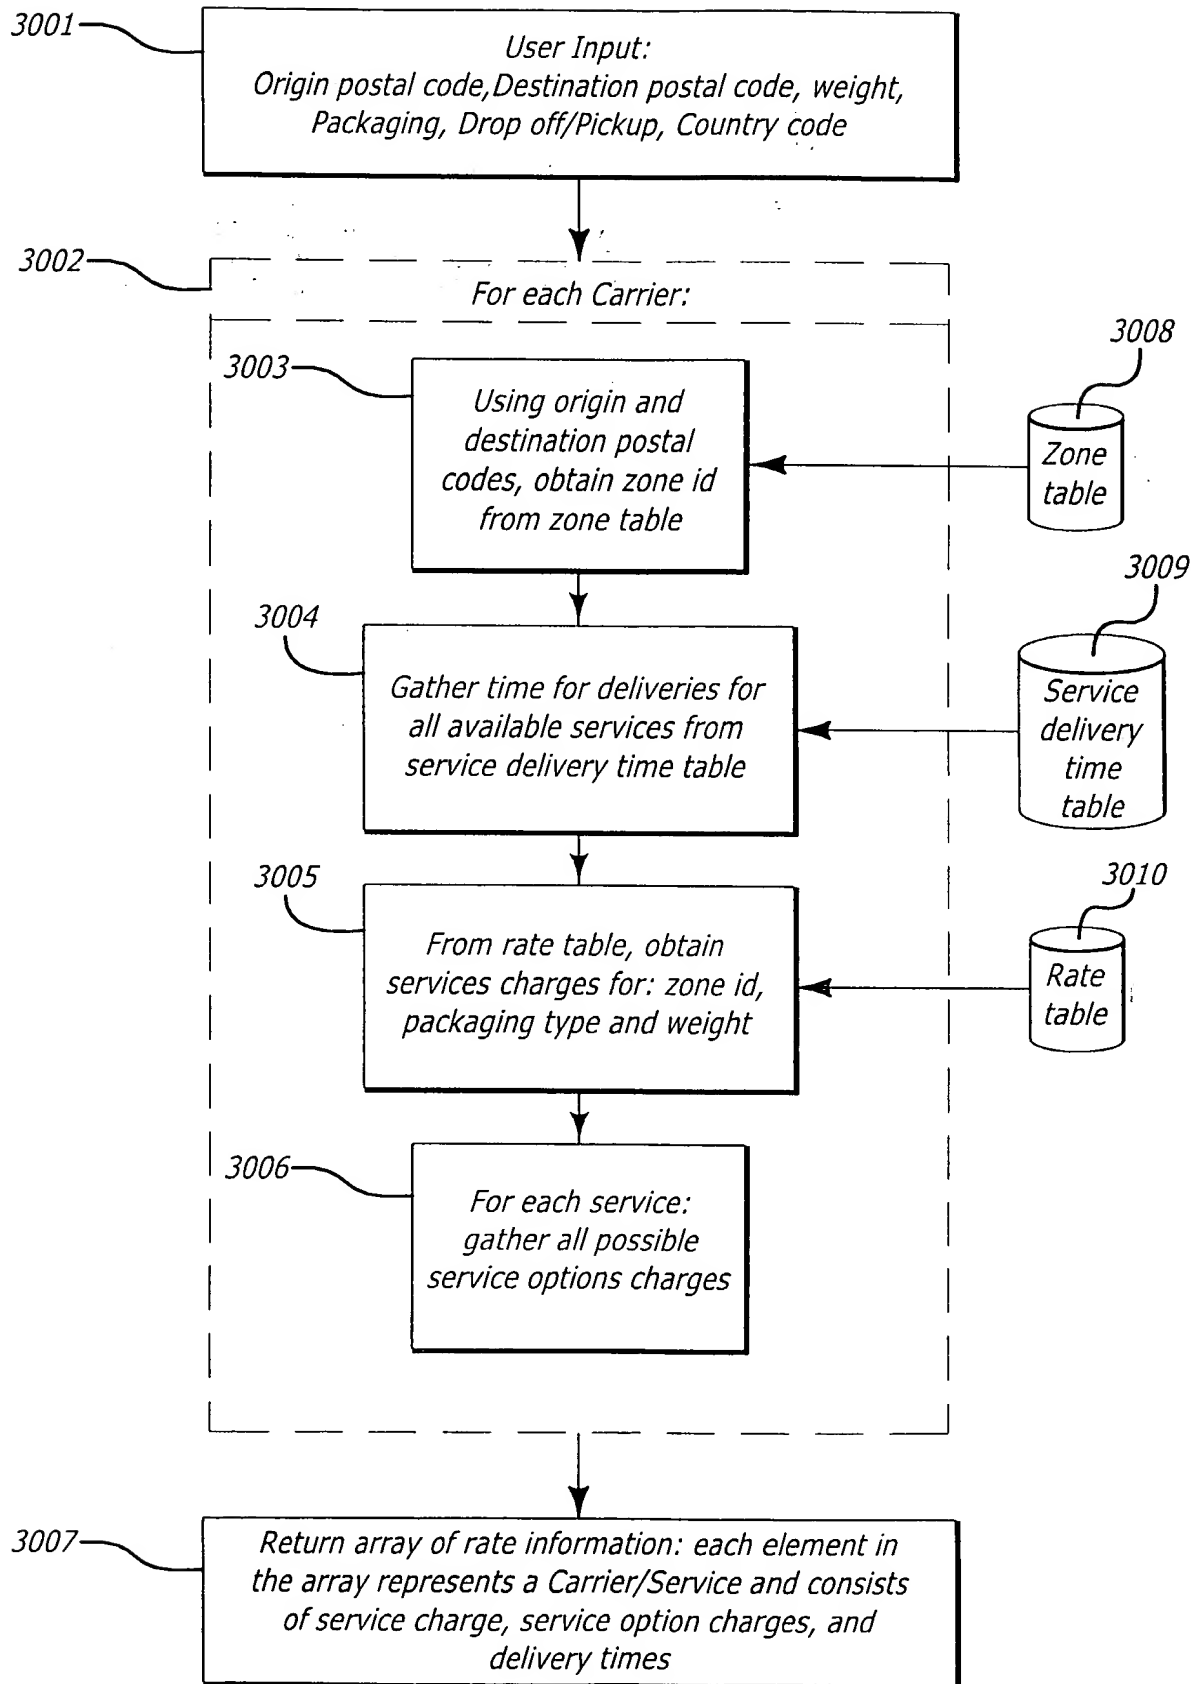 3001
User Input:
Origin postal code,Destination postal code, weight,
Packaging, Drop off/Pickup, Country code
3002
For each Carrier:
3003
Using origin and
destination postal
codes, obtain zone id
from zone table
3008
Zone
table
3004
Gather time for deliveries for
all available services from
service delivery time table
3009
Service
delivery
time
table
3005
From rate table, obtain
services charges for: zone id,
packaging type and weight
3010
Rate
table
3006
For each service:
gather all possible
service options charges
3007
Return array of rate information: each element in
the array represents a Carrier/Service and consists
of service charge, service option charges, and
delivery times